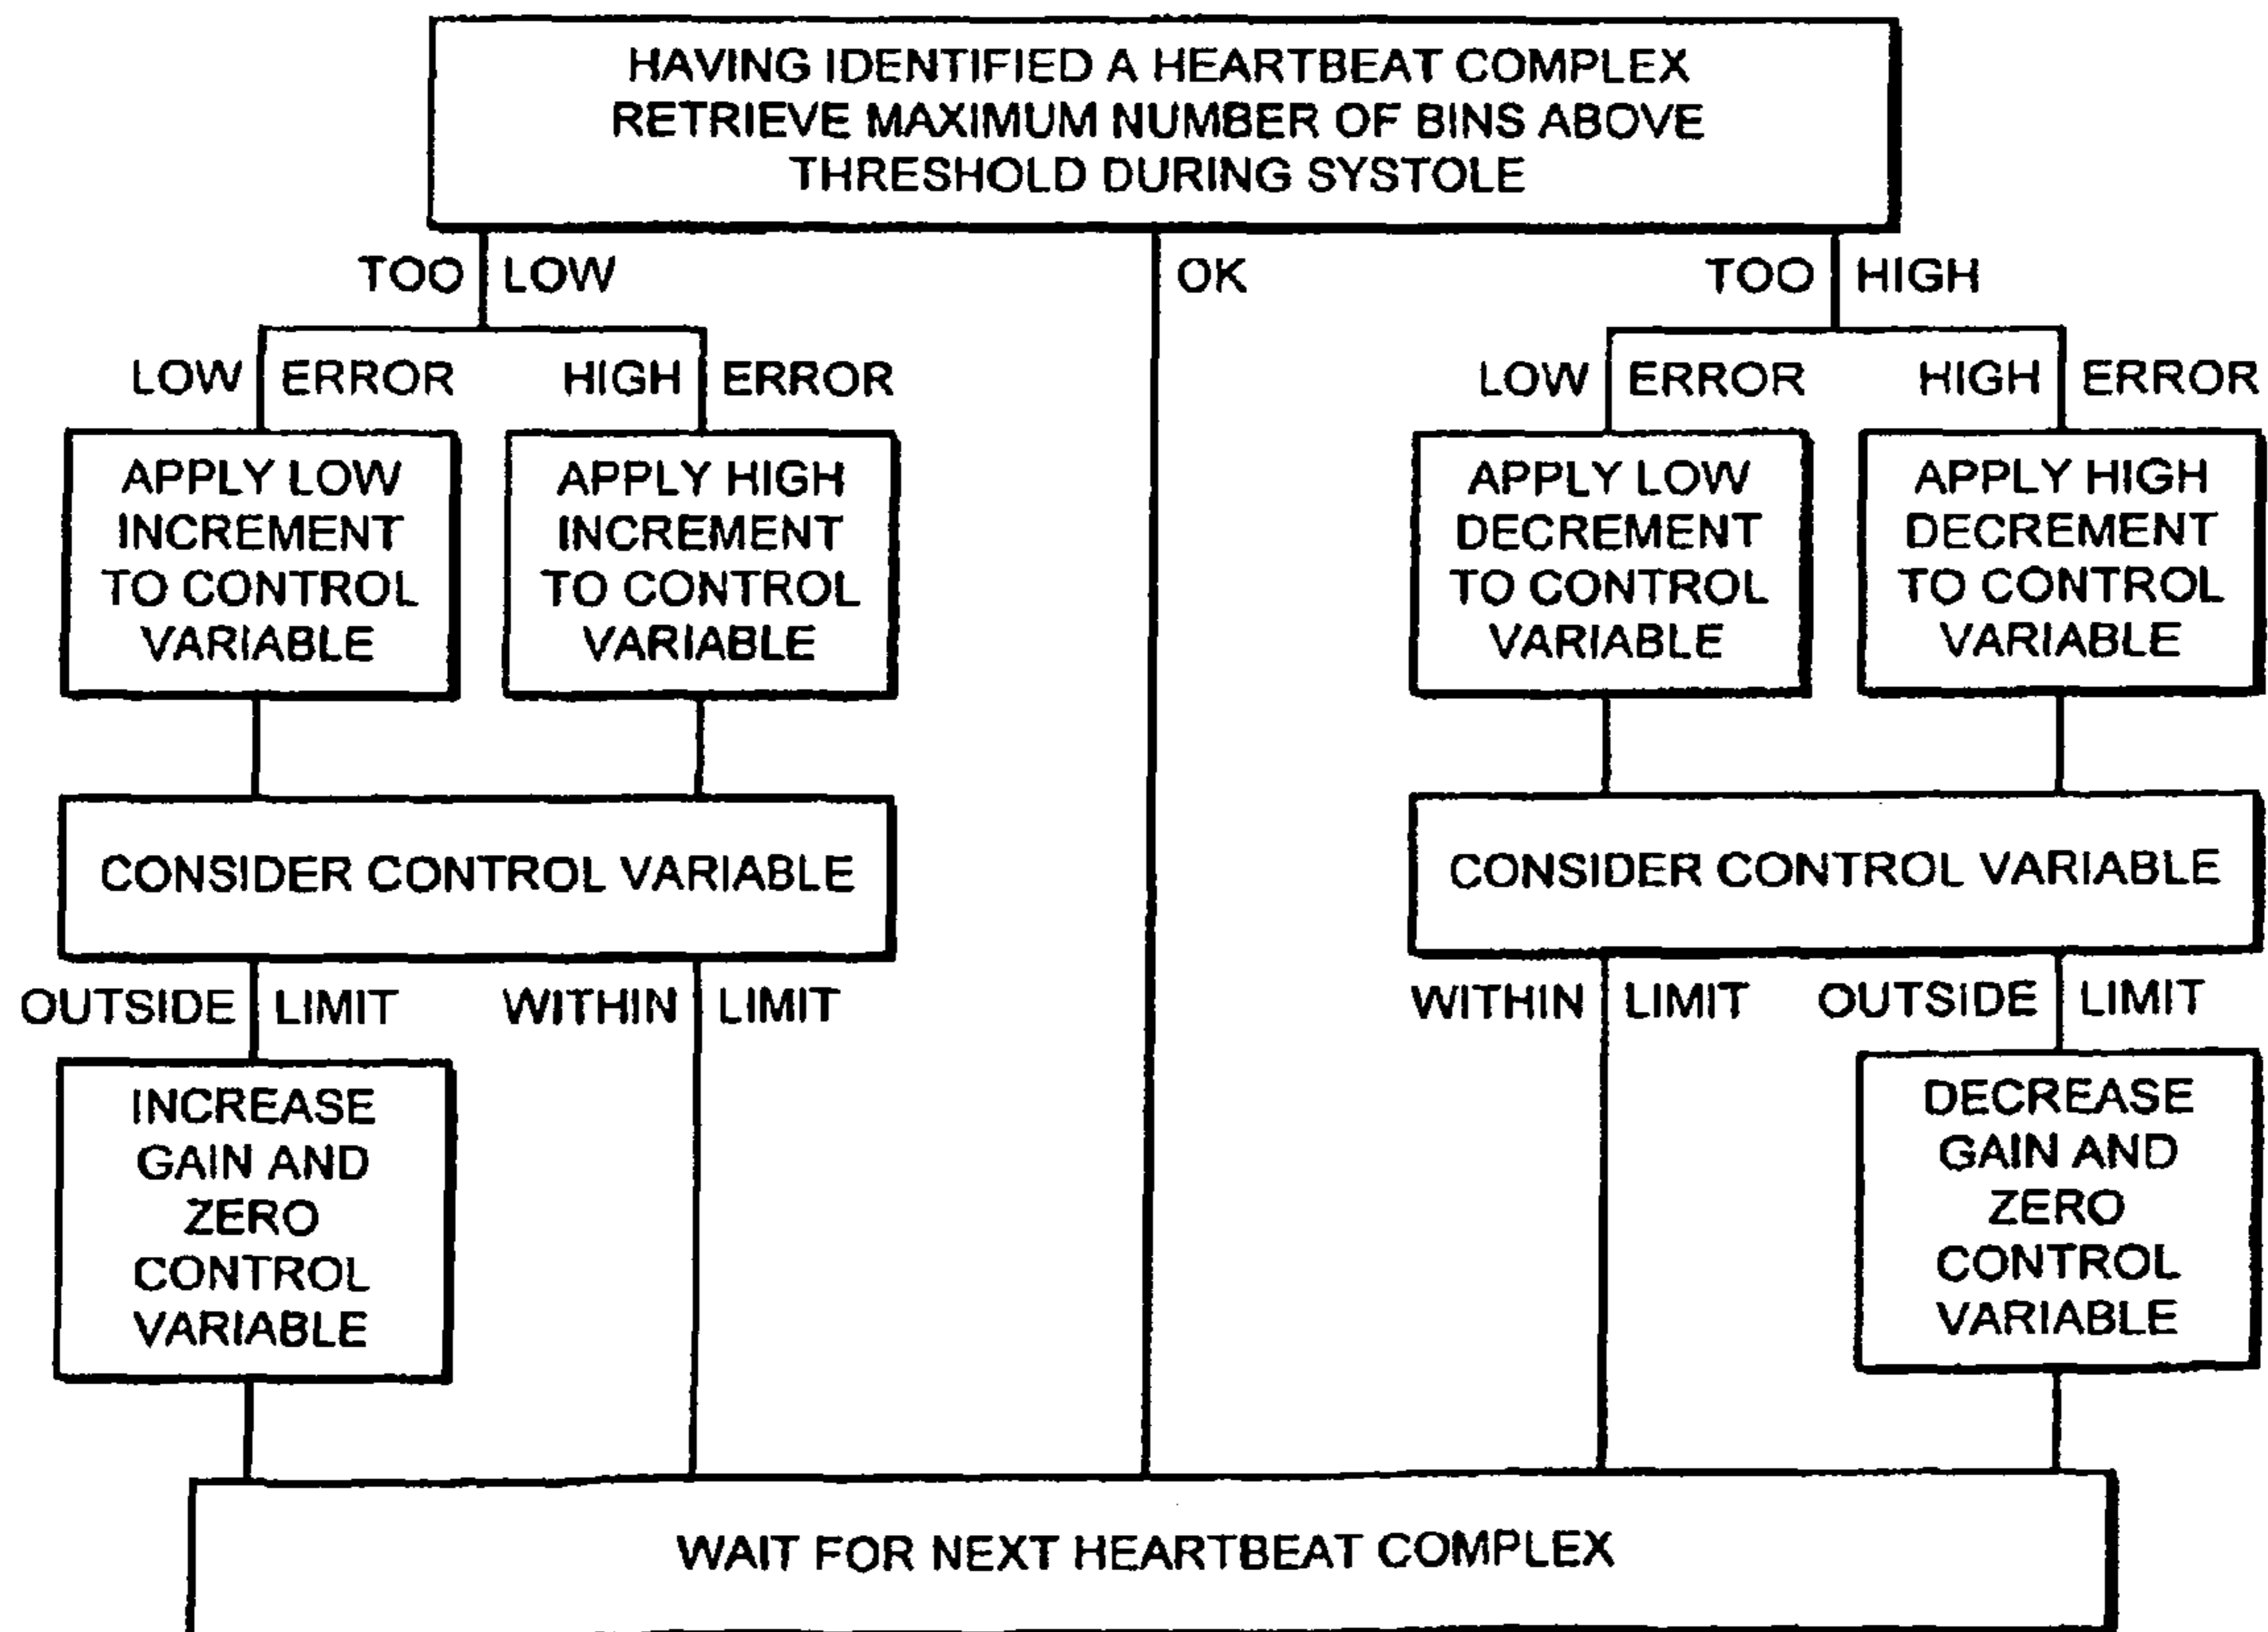 HAVING IDENTIFIED A HEARTBEAT COMPLEX
RETRIEVE MAXIMUM NUMBER OF BINS ABOVE
THRESHOLD DURING SYSTOLE
TOO LOW
OK
TOO HIGH
LOW ERROR
HIGH ERROR
LOW ERROR
HIGH ERROR
APPLY LOW
INCREMENT
TO CONTROL
VARIABLE
APPLY HIGH
INCREMENT
TO CONTROL
VARIABLE
APPLY LOW
DECREMENT
TO CONTROL
VARIABLE
APPLY HIGH
DECREMENT
TO CONTROL
VARIABLE
CONSIDER CONTROL VARIABLE
CONSIDER CONTROL VARIABLE
OUTSIDE LIMIT
WITHIN LIMIT
WITHIN LIMIT
OUTSIDE LIMIT
INCREASE
GAIN AND
ZERO
CONTROL
VARIABLE
DECREASE
GAIN AND
ZERO
CONTROL
VARIABLE
WAIT FOR NEXT HEARTBEAT COMPLEX